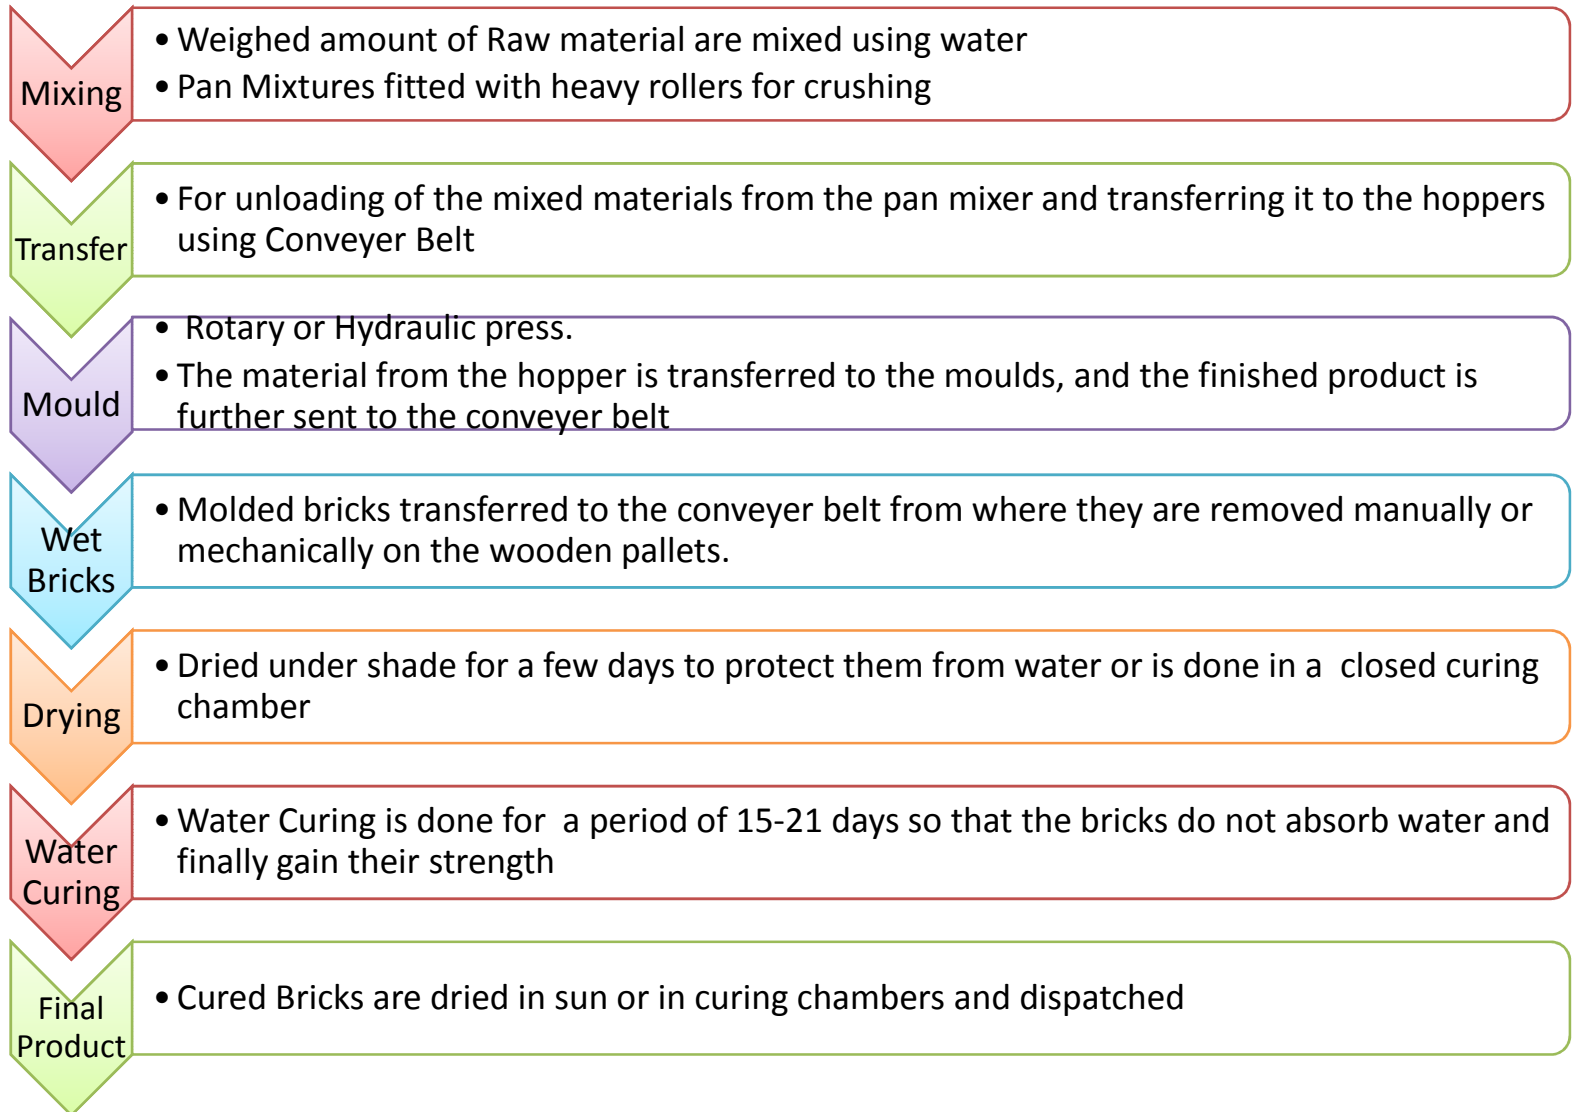 Mixing
• Weighed amount of Raw material are mixed using water
• Pan Mixtures fitted with heavy rollers for crushing
Transfer
• For unloading of the mixed materials from the pan mixer and transferring it to the hoppers
using Conveyer Belt
Mould
• Rotary or Hydraulic press.
• The material from the hopper is transferred to the moulds, and the finished product is
further sent to the conveyer belt
Wet
Bricks
• Molded bricks transferred to the conveyer belt from where they are removed manually or
mechanically on the wooden pallets.
Drying
• Dried under shade for a few days to protect them from water or is done in a closed curing
chamber
Water
Curing
• Water Curing is done for a period of 15-21 days so that the bricks do not absorb water and
finally gain their strength
Final
Product
• Cured Bricks are dried in sun or in curing chambers and dispatched